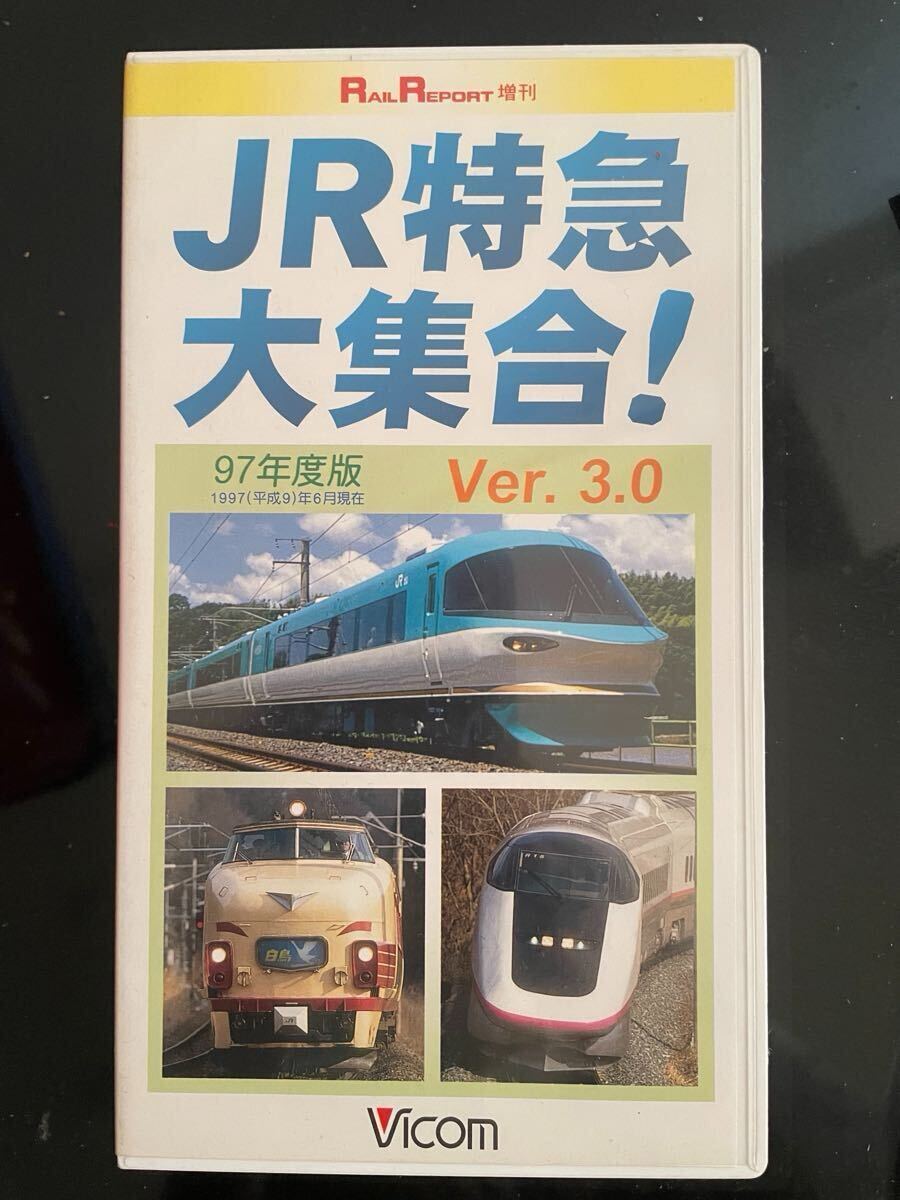 RAIL REPORT 増刊
JR特急
大集合!
97年度版
1997(平成9)年6月現在
Ver. 3.0
JR
白鳥
Vicom